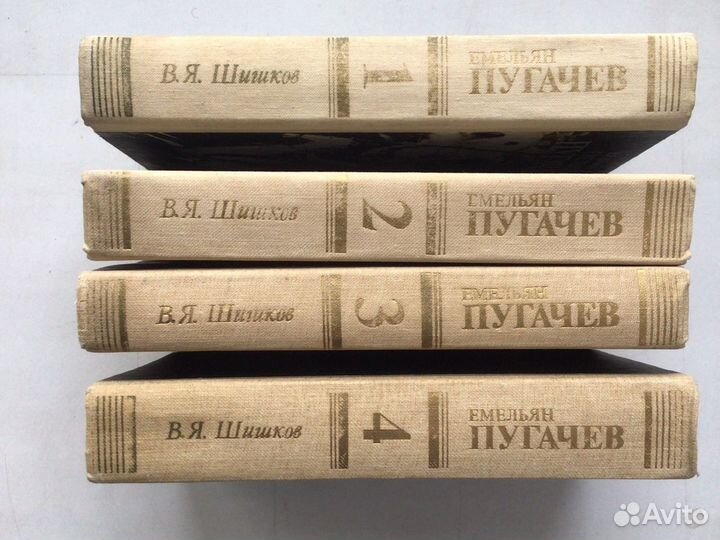 В.Я. Шишков 1 ЕМЕЛЬЯН
ПУГАЧЕВ
В.Я. Шишков 2 ЕМЕЛЬЯН
ПУГАЧЕВ
В.Я. Шишков 3 ЕМЕЛЬЯН
ПУГАЧЕВ
В.Я. Шишков 4 ЕМЕЛЬЯН
ПУГАЧЕВ
Avito